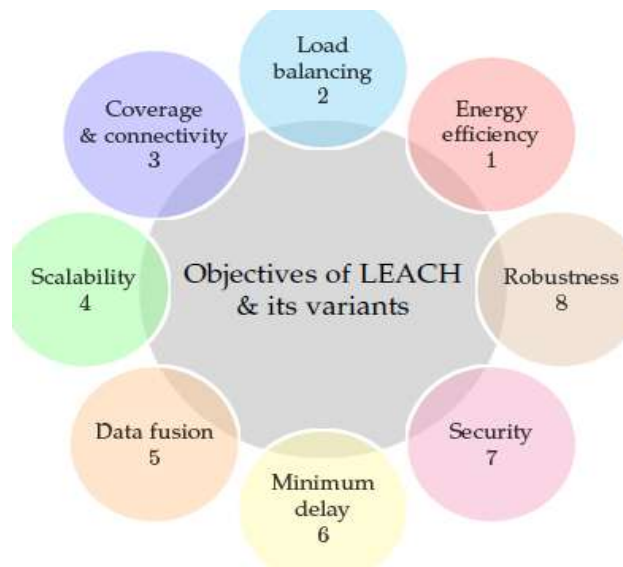 Load
balancing
2
Energy
efficiency
1
Coverage
& connectivity
3
Objectives of LEACH
& its variants
Scalability
4
Robustness
8
Data fusion
5
Security
7
Minimum
delay
6